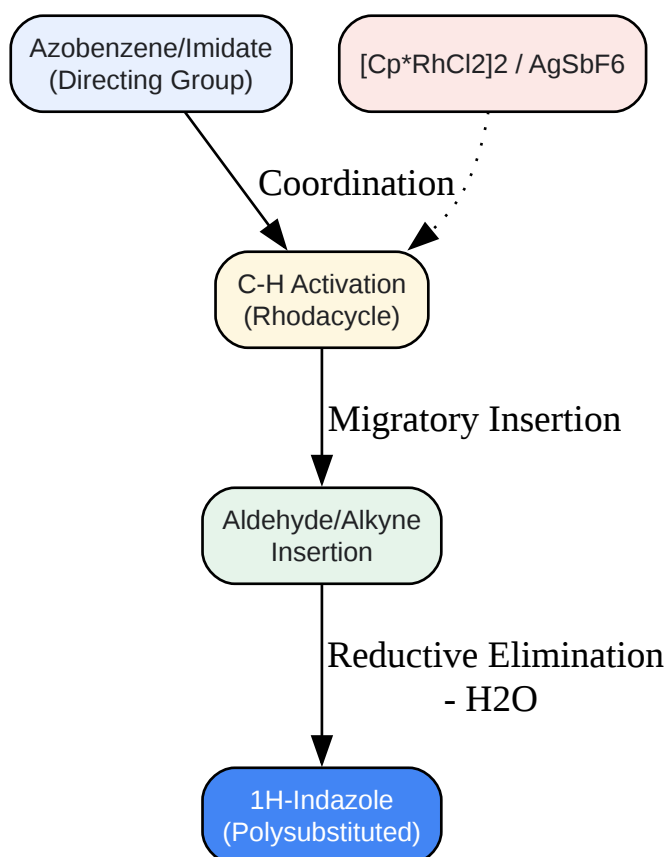 Azobenzene/Imidate
(Directing Group)
[Cp*RhCl2]2 / AgSbF6
Coordination
C-H Activation
(Rhodacycle)
Migratory Insertion
Aldehyde/Alkyne
Insertion
Reductive Elimination
- H2O
1H-Indazole
(Polysubstituted)